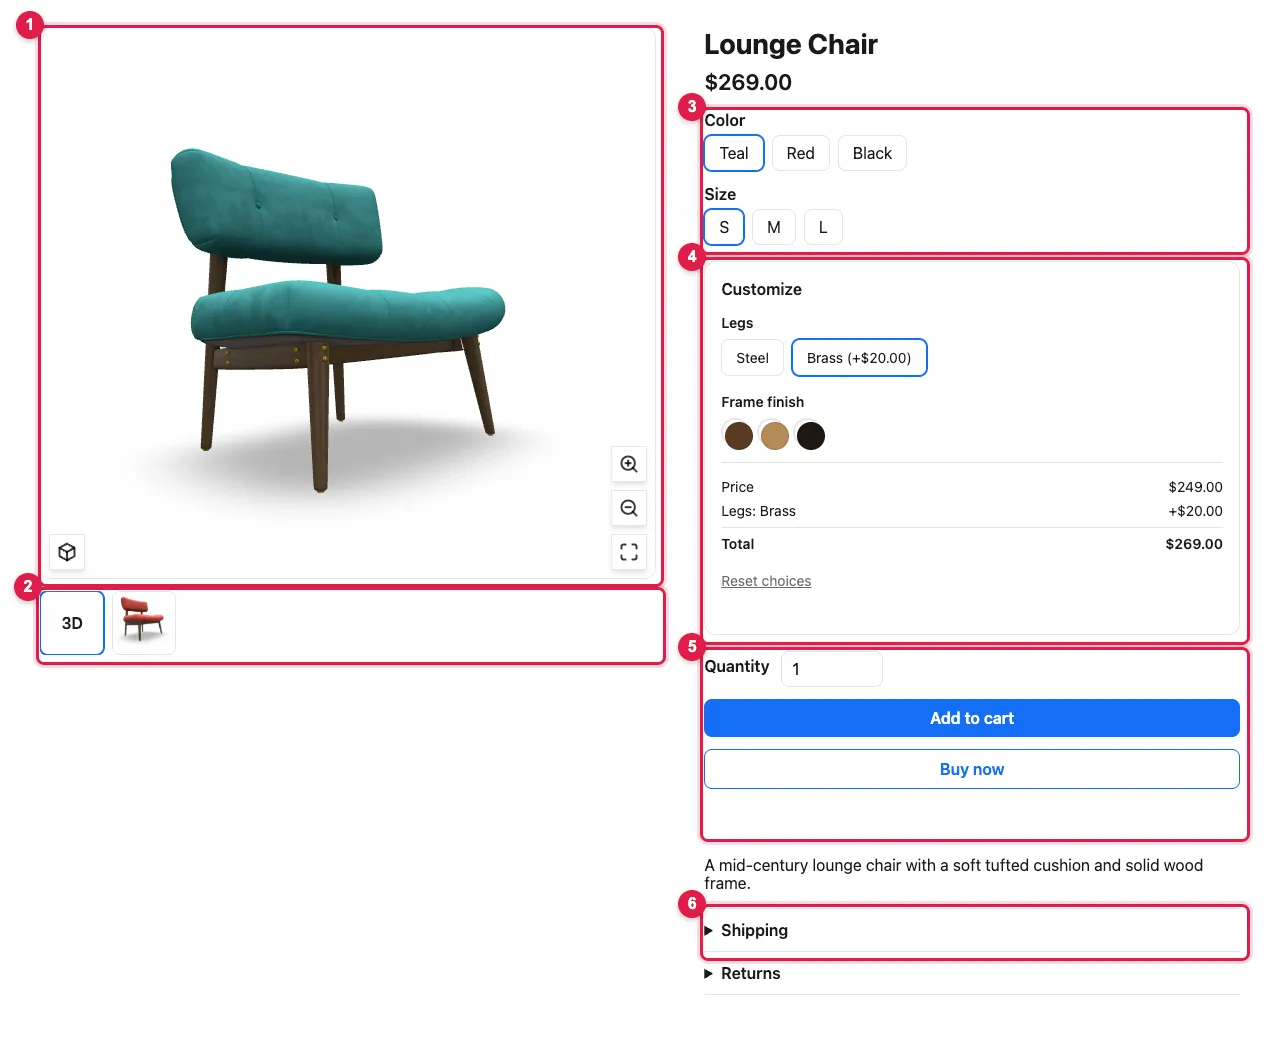 1
2
3D
Lounge Chair
$269.00
3
Color
Teal Red Black
Size
S M L
4
Customize
Legs
Steel Brass (+$20.00)
Frame finish
Price $249.00
Legs: Brass +$20.00
Total $269.00
Reset choices
5
Quantity 1
Add to cart
Buy now
A mid-century lounge chair with a soft tufted cushion and solid wood
frame.
6
Shipping
Returns